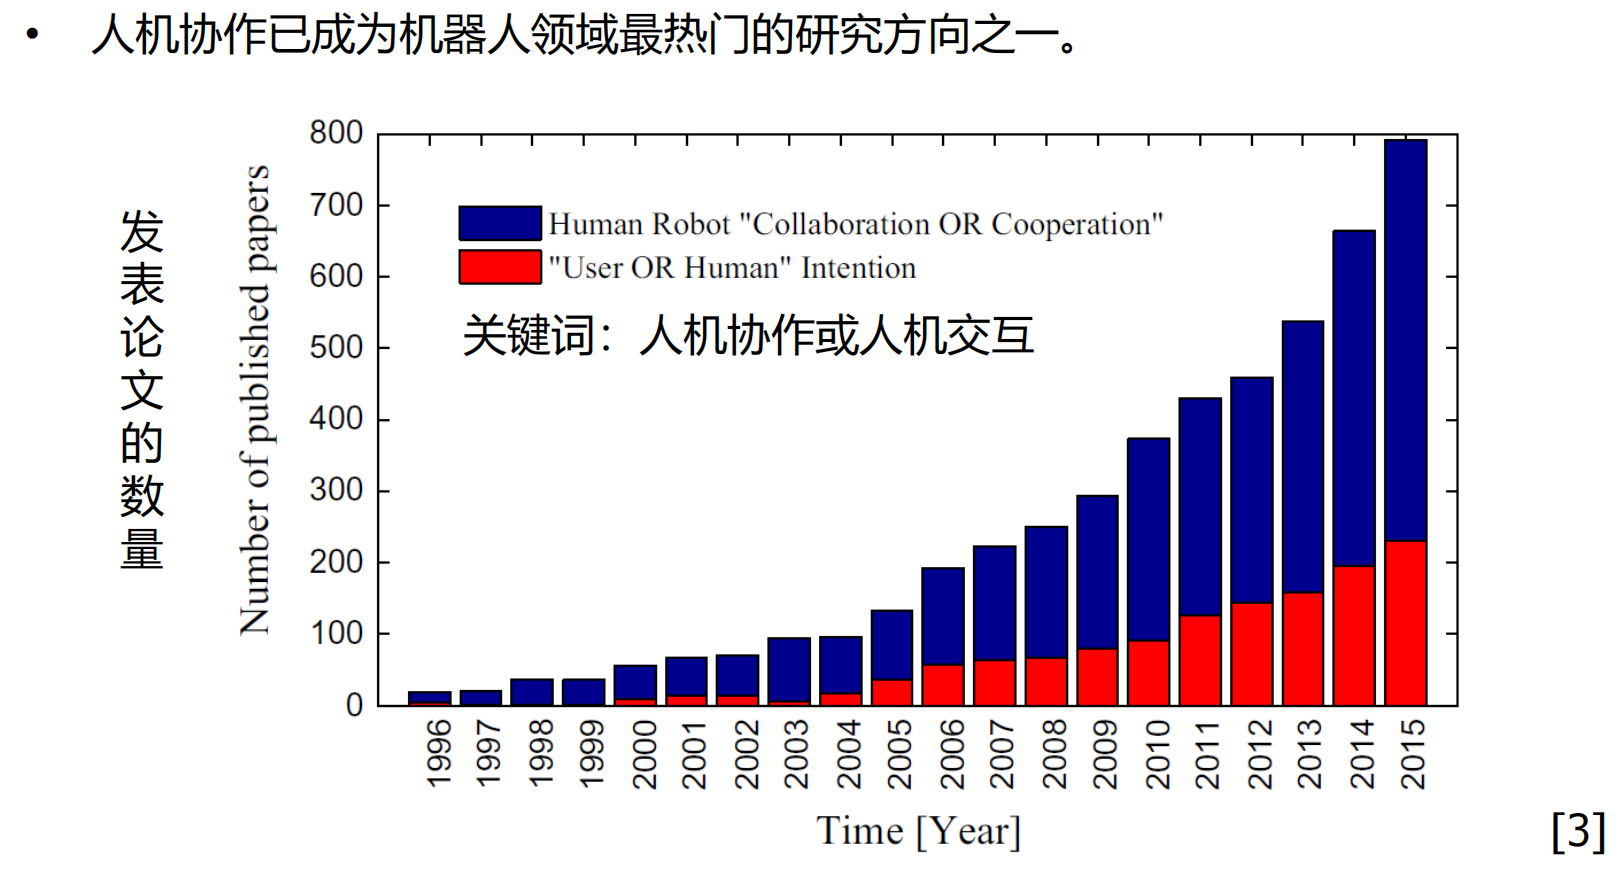 • 人机协作已成为机器人领域最热门的研究方向之一。
发表论文的数量
Number of published papers
800
700
600
500
400
300
200
100
0
Human Robot "Collaboration OR Cooperation"
"User OR Human" Intention
关键词：人机协作或人机交互
1996 1997 1998 1999 2000 2001 2002 2003 2004 2005 2006 2007 2008 2009 2010 2011 2012 2013 2014 2015
Time [Year]
[3]